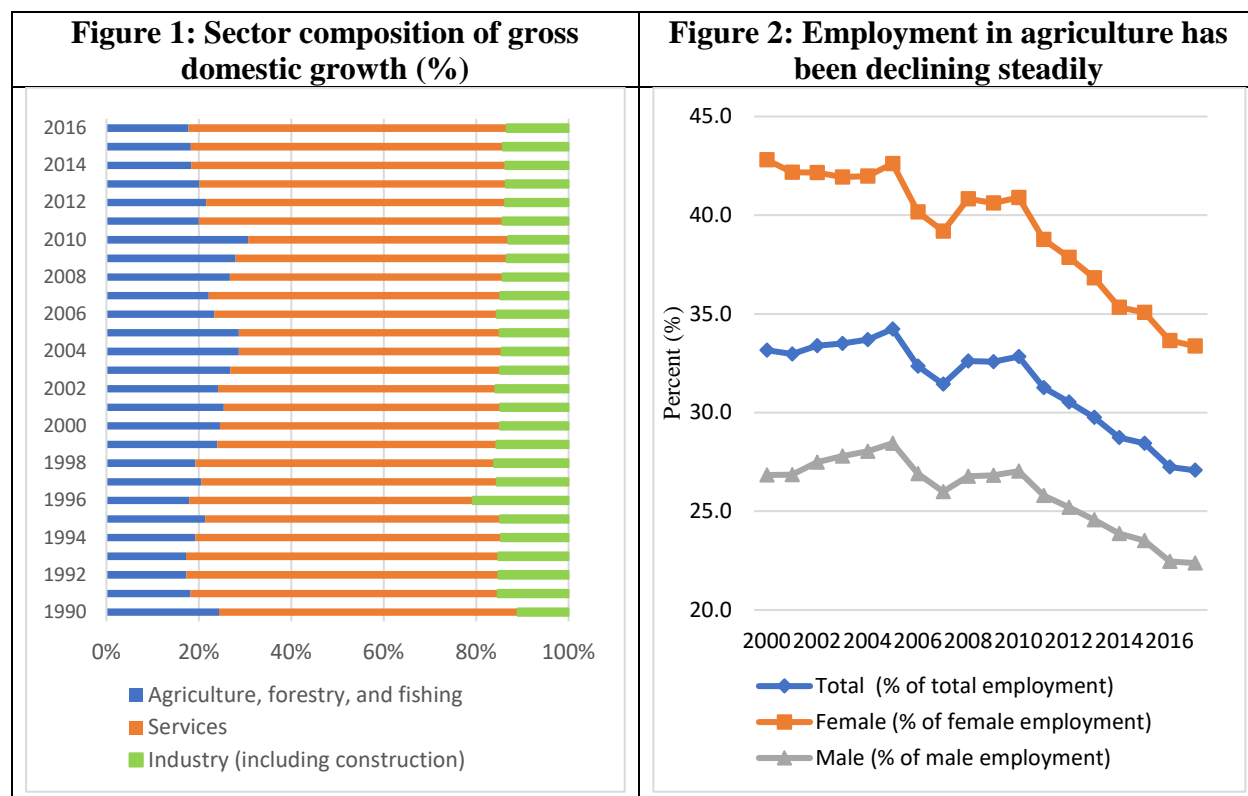 Figure 1: Sector composition of gross
domestic growth (%)
2016
2014
2012
2010
2008
2006
2004
2002
2000
1998
1996
1994
1992
1990
0% 20% 40% 60% 80% 100%
Agriculture, forestry, and fishing
Services
Industry (including construction)
Figure 2: Employment in agriculture has
been declining steadily
45.0
40.0
35.0
30.0
25.0
20.0
Percent (%)
2000 2002 2004 2006 2008 2010 2012 2014 2016
Total (% of total employment)
Female (% of female employment)
Male (% of male employment)